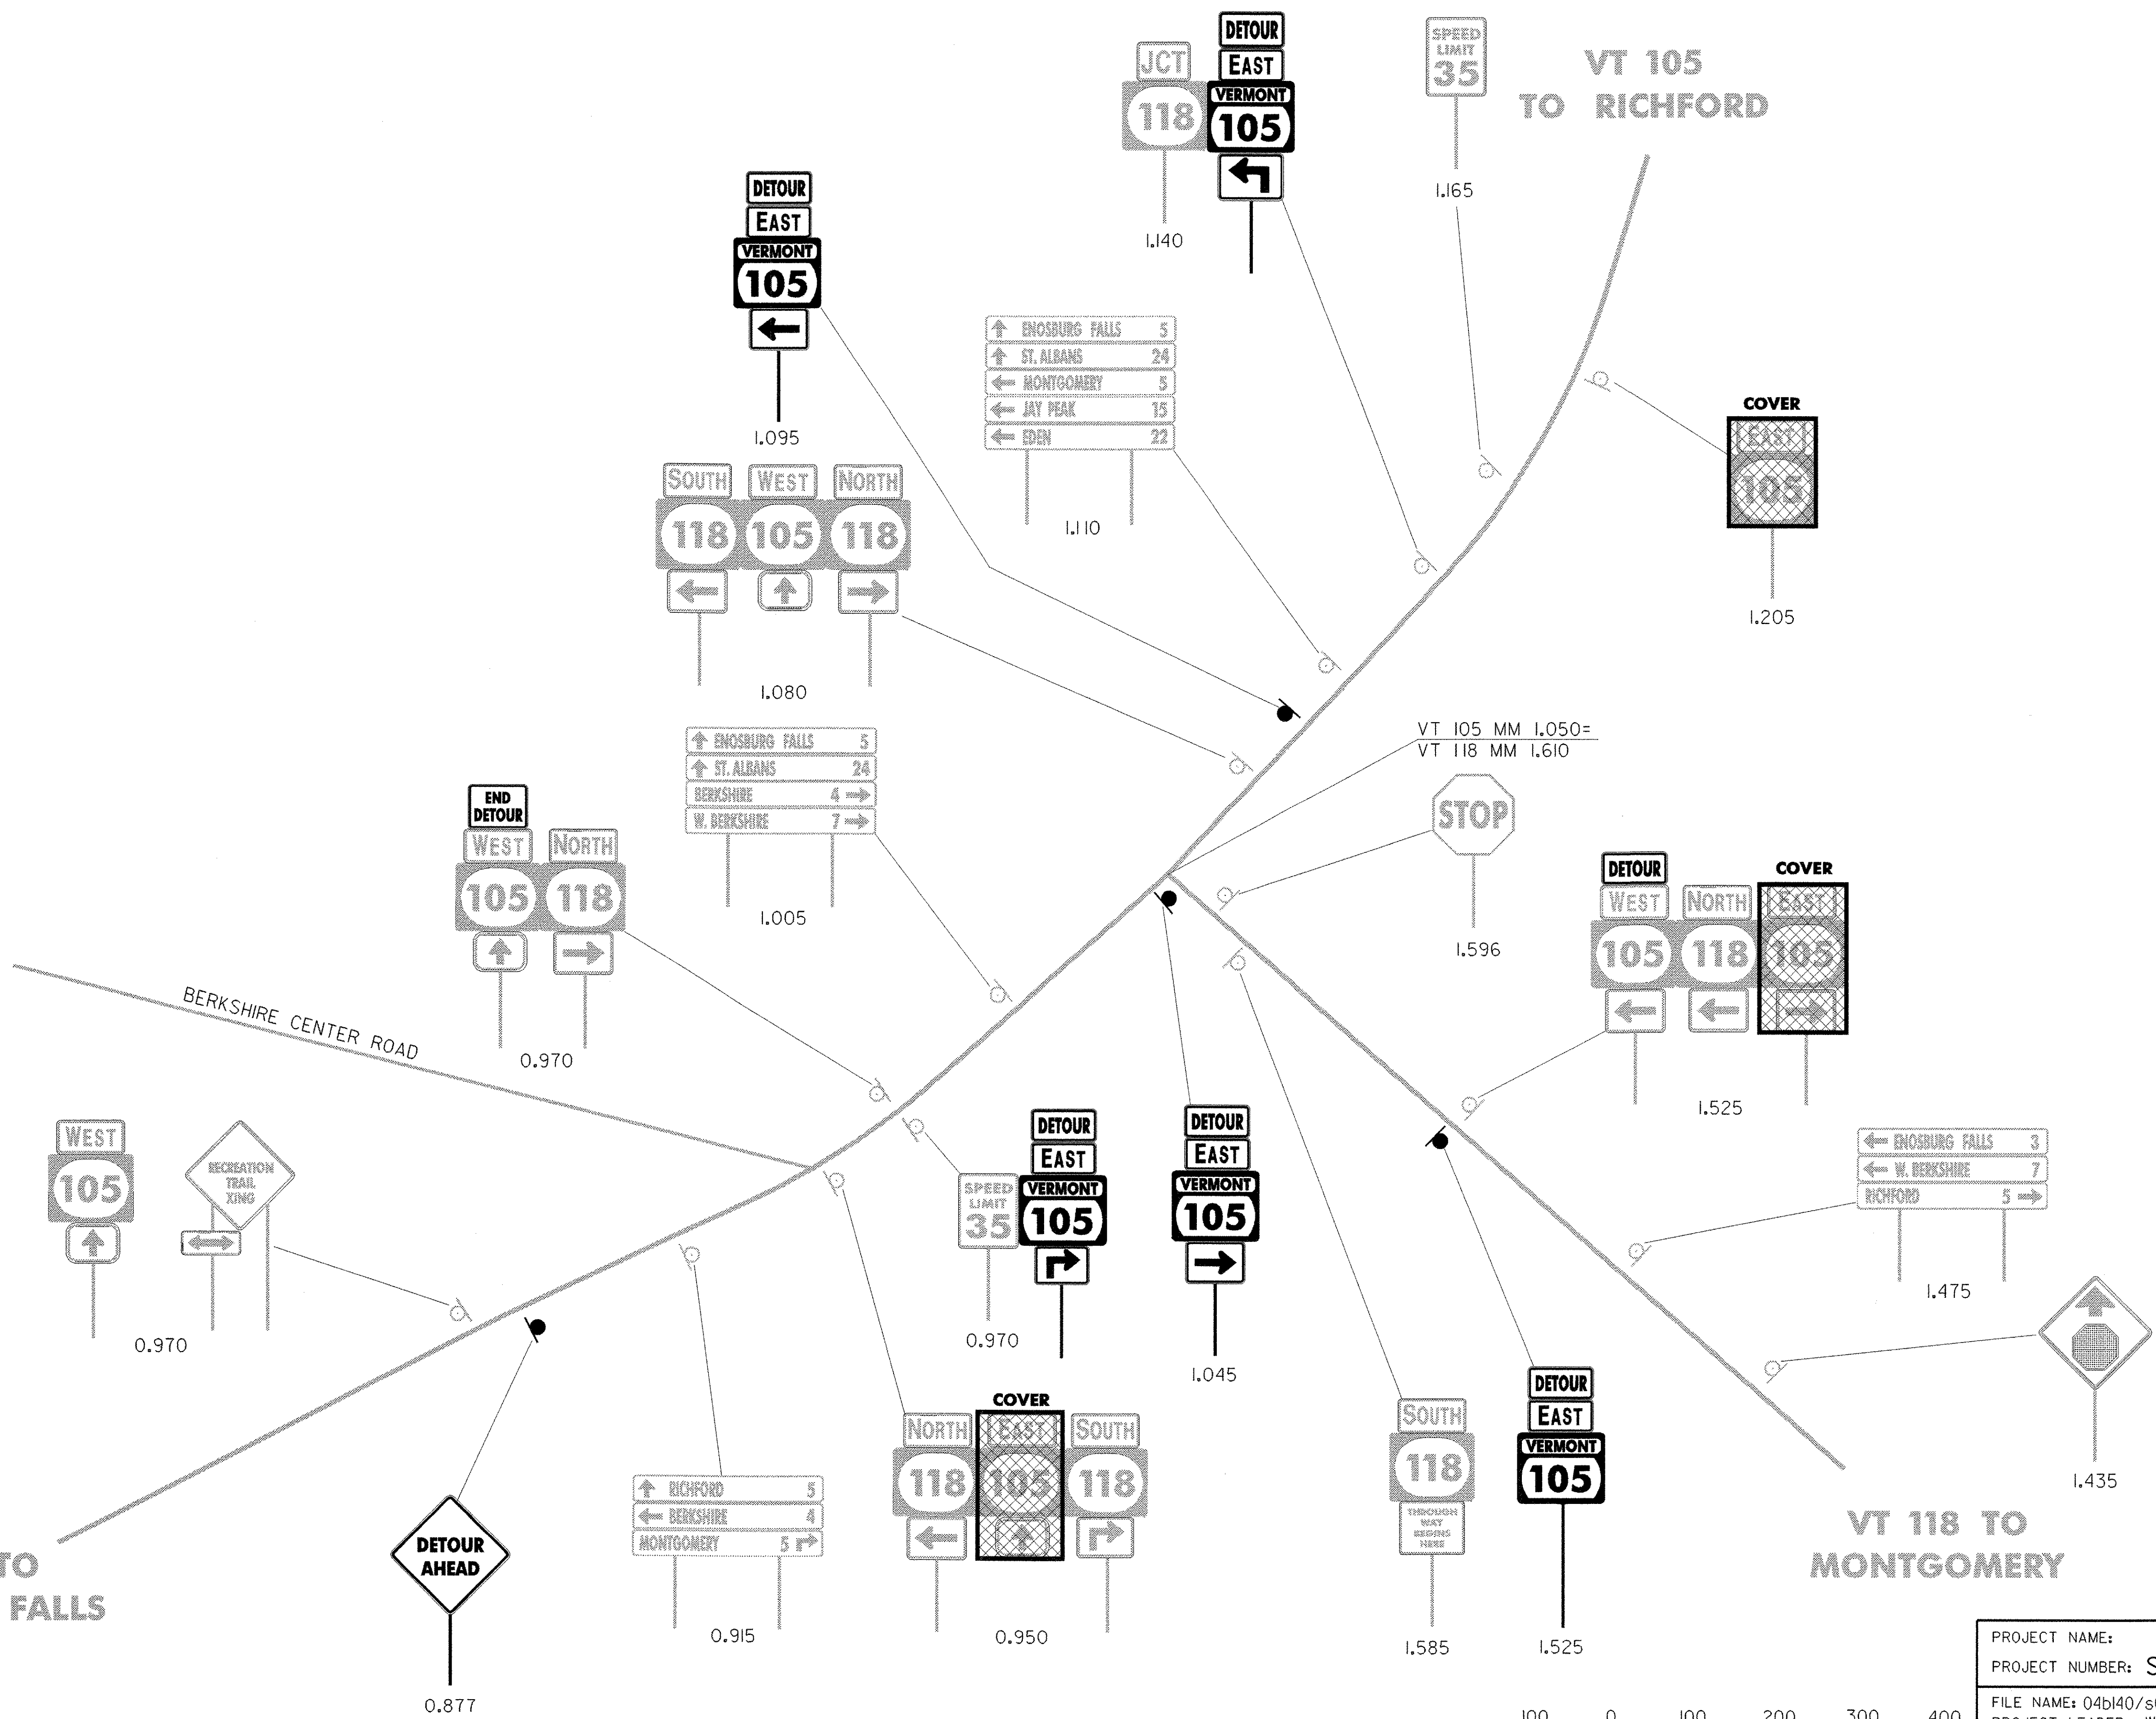 DETOUR
EAST
VERMONT
105
JCT
118
1.140
SPEED
LIMIT
35
1.165
VT 105
TO RICHFORD
DETOUR
EAST
VERMONT
105
1.095
ENOSBURG FALLS 5
ST. ALBANS 24
MONTGOMERY 5
JAY PEAK 15
EDEN 22
1.110
COVER
EAST
105
1.205
SOUTH WEST NORTH
118 105 118
1.080
ENOSBURG FALLS 5
ST. ALBANS 24
BERKSHIRE 4
W. BERKSHIRE 7
1.005
VT 105 MM 1.050=
VT 118 MM 1.610
STOP
1.596
END
DETOUR
WEST NORTH
105 118
0.970
DETOUR
COVER
WEST NORTH EAST
105 118 105
1.525
BERKSHIRE CENTER ROAD
WEST
105
RECREATION
TRAIL
XING
0.970
SPEED
LIMIT
35
0.970
DETOUR
EAST
VERMONT
105
DETOUR
EAST
VERMONT
105
1.045
ENOSBURG FALLS 3
W. BERKSHIRE 7
RICHFORD 5
1.475
1.435
DETOUR
AHEAD
0.877
RICHFORD 5
BERKSHIRE 4
MONTGOMERY 5
0.915
COVER
NORTH EAST SOUTH
118 105 118
0.950
SOUTH
118
THROUGH
WAY
BEGINS
HERE
1.585
DETOUR
EAST
VERMONT
105
1.525
VT 118 TO
MONTGOMERY
TO
FALLS
PROJECT NAME:
PROJECT NUMBER: S
FILE NAME: 04b140/s
PROJECT LEADER:
100 0 100 200 300 400